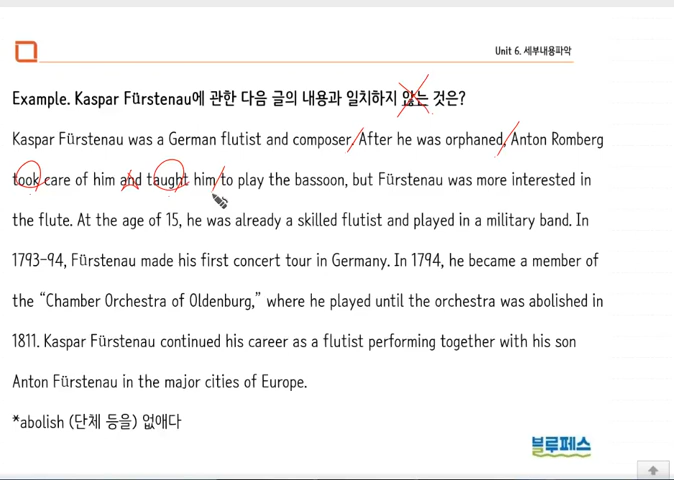 Unit 6. 세부내용파악
Example. Kaspar Fürstenau에 관한 다음 글의 내용과 일치하지 않는 것은?
Kaspar Fürstenau was a German flutist and composer. After he was orphaned, Anton Romberg
took care of him and taught him to play the bassoon, but Fürstenau was more interested in
the flute. At the age of 15, he was already a skilled flutist and played in a military band. In
1793-94, Fürstenau made his first concert tour in Germany. In 1794, he became a member of
the “Chamber Orchestra of Oldenburg,” where he played until the orchestra was abolished in
1811. Kaspar Fürstenau continued his career as a flutist performing together with his son
Anton Fürstenau in the major cities of Europe.
*abolish (단체 등을) 없애다
블루페스